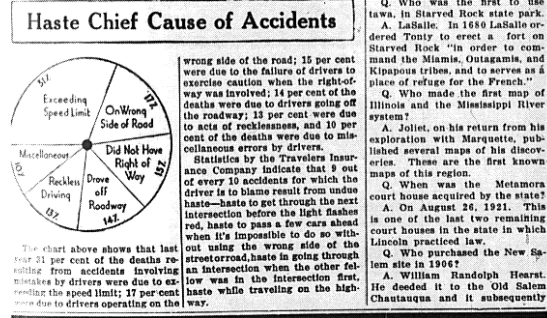 Haste Chief Cause of Accidents
31%
Exceeding
Speed Limit
17%
On Wrong
Side of Road
Did Not Have
Right of
Way
15%
Drove
off
Roadway
14%
Reckless
Driving
13%
Miscellaneous
10%
The chart above shows that last
year 31 per cent of the deaths re-
sulting from accidents involving
mistakes by drivers were due to ex-
ceeding the speed limit; 17 per cent
were due to drivers operating on the
wrong side of the road; 15 per cent
were due to the failure of drivers to
exercise caution when the right-of-
way was involved; 14 per cent of the
deaths were due to drivers going off
the roadway; 13 per cent were due
to acts of recklessness, and 10 per
cent of the deaths were due to mis-
cellaneous errors by drivers.
Statistics by the Travelers Insur-
ance Company indicate that 9 out
of every 10 accidents for which the
driver is to blame result from undue
haste—haste to get through the next
intersection before the light flashes
red, haste to pass a few cars ahead
when it's impossible to do so with-
out using the wrong side of the
street or road, haste in going through
an intersection when the other fel-
low was in the intersection first,
haste while traveling on the high-
way.
Q. Who was the first to use
tawa, in Starved Rock state park.
A. LaSalle. In 1680 LaSalle or-
dered Tonty to erect a fort on
Starved Rock "in order to com-
mand the Miamis, Outagamis, and
Kipapous tribes, and to serves as a
place of refuge for the French."
Q. Who made the first map of
Illinois and the Mississippi River
system?
A. Joliet, on his return from his
exploration with Marquette, pub-
lished several maps of his discov-
eries. These are the first known
maps of this region.
Q. When was the Metamora
court house acquired by the state?
A. On August 26, 1921. This
is one of the last two remaining
court houses in the state in which
Lincoln practiced law.
Q. Who purchased the New Sa-
lem site in 1906?
A. William Randolph Hearst.
He deeded it to the Old Salem
Chautauqua and it subsequently